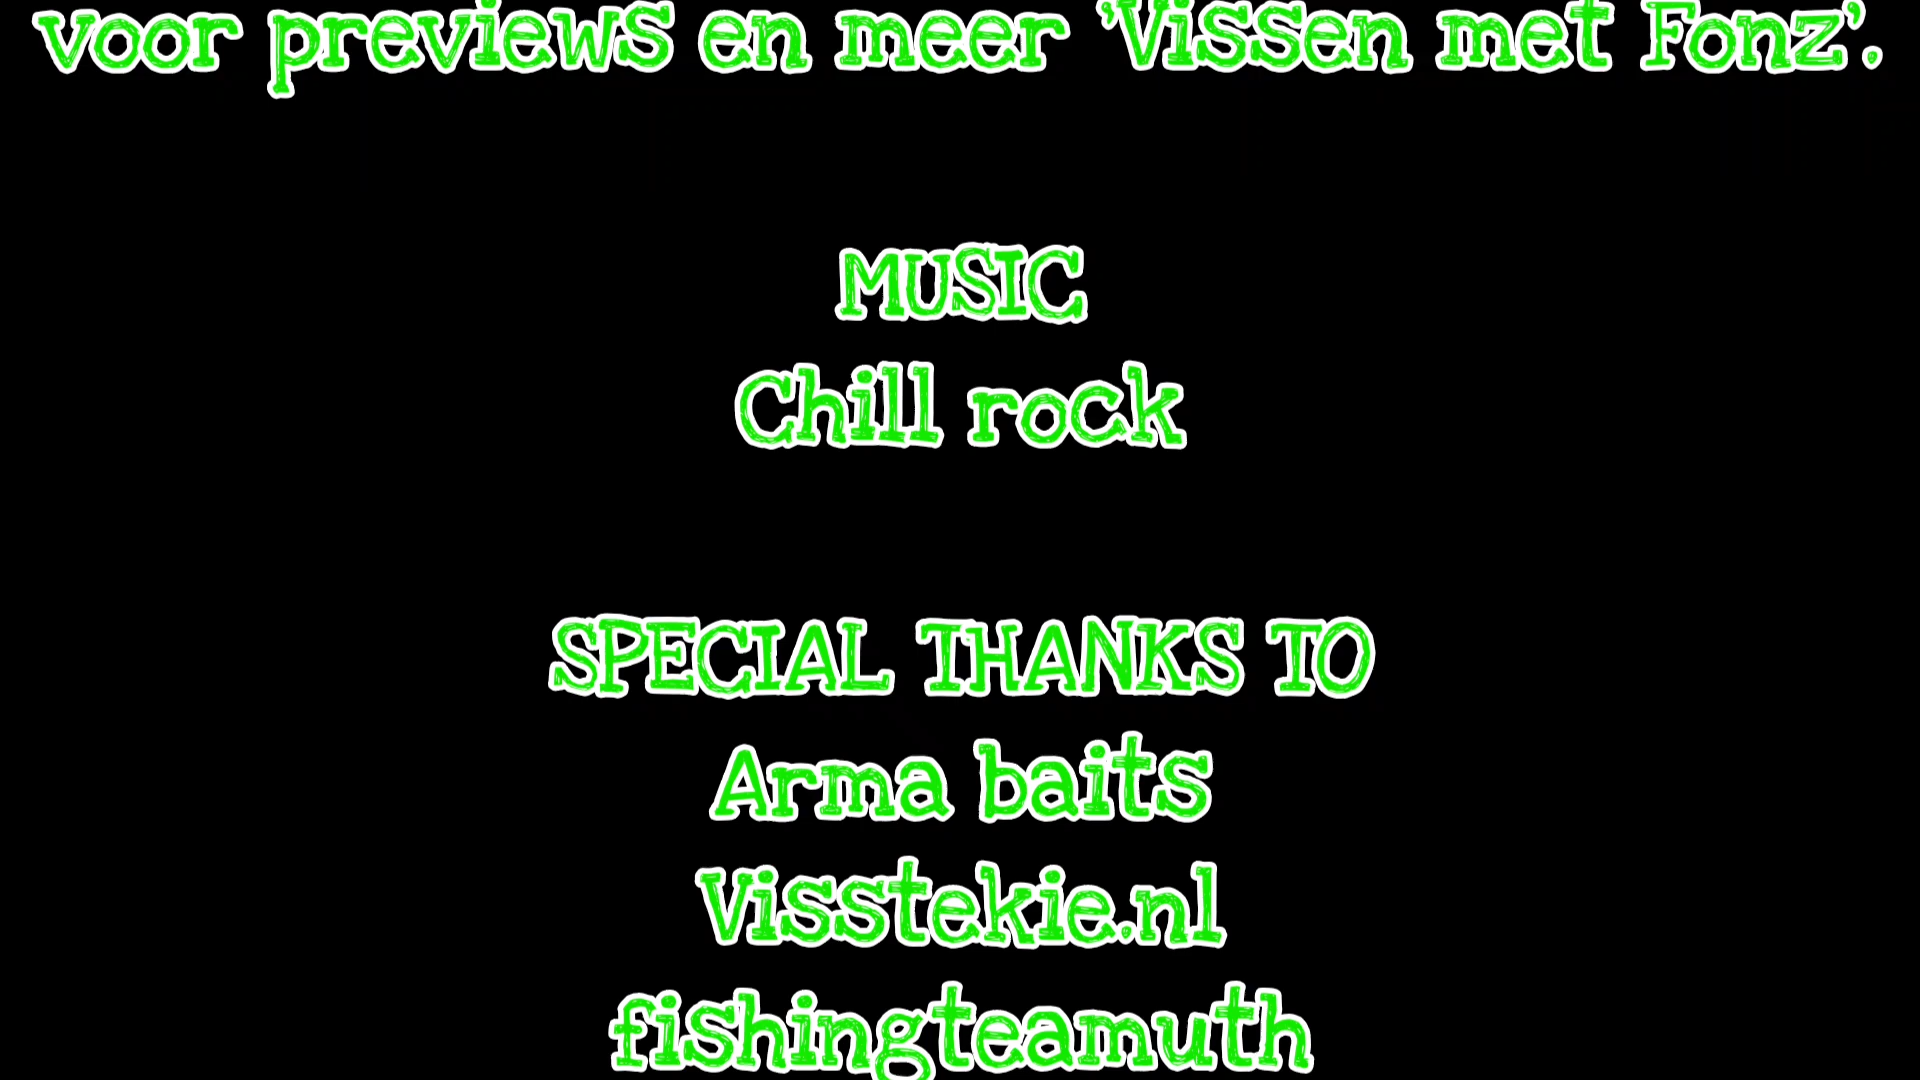 voor previews en meer 'Vissen met Fonz'.
MUSIC
Chill rock
SPECIAL THANKS TO
Arma baits
Visstekie.nl
fishingteamuth